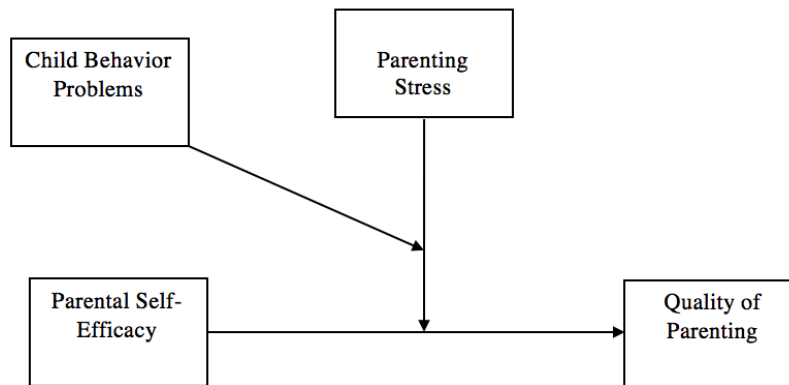 Child Behavior
Problems
Parenting
Stress
Parental Self-
Efficacy
Quality of
Parenting